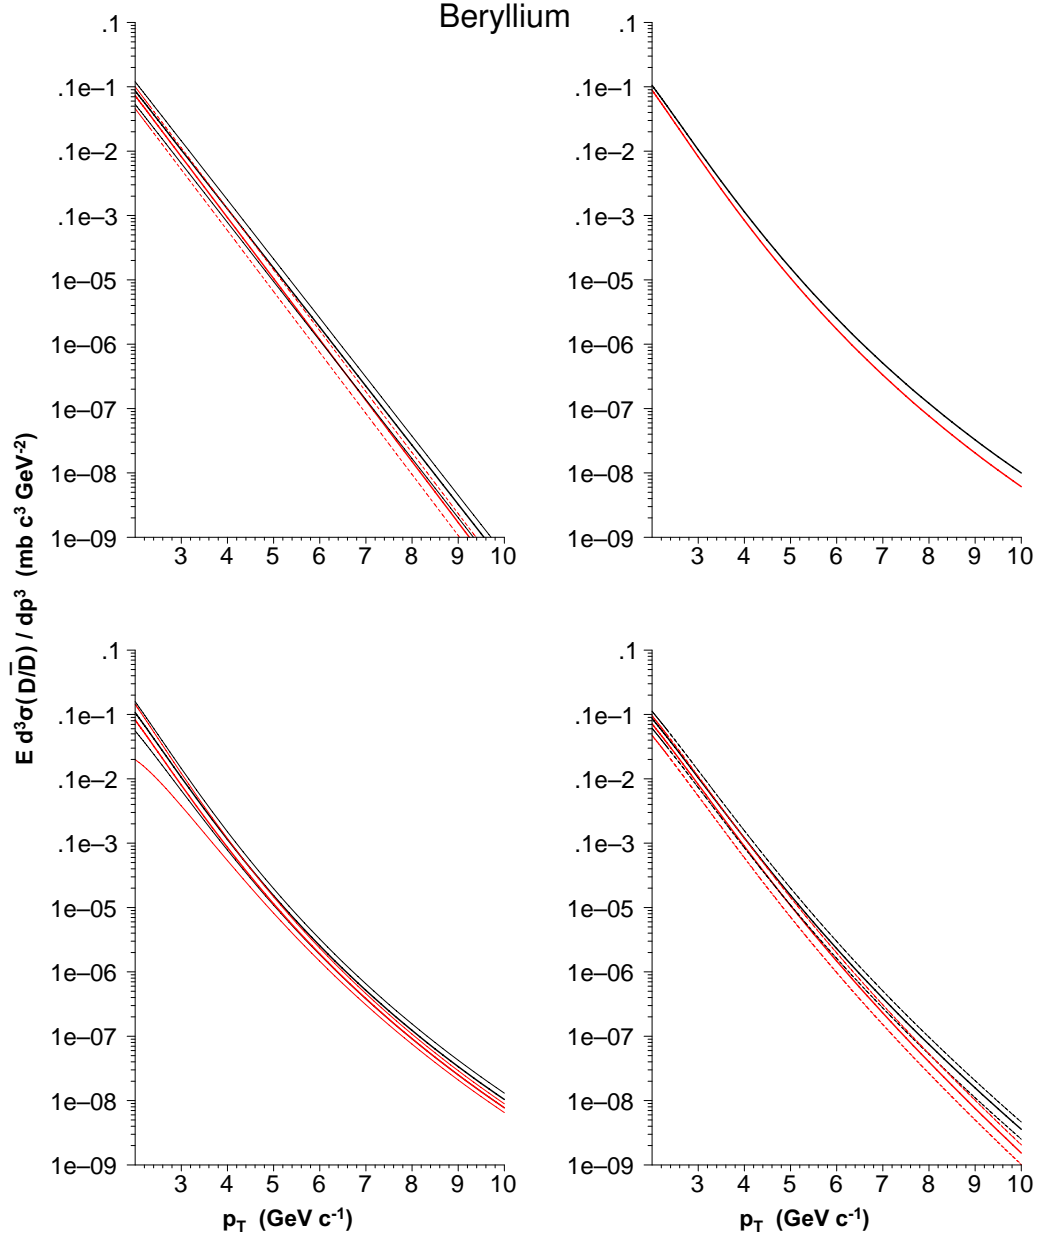 Beryllium
.1
.1e–1
.1e–2
.1e–3
1e–05
1e–06
1e–07
1e–08
1e–09
3 4 5 6 7 8 9 10
.1
.1e–1
.1e–2
.1e–3
1e–05
1e–06
1e–07
1e–08
1e–09
3 4 5 6 7 8 9 10
E d³σ(D/D̄) / dp³ (mb c³ GeV⁻²)
.1
.1e–1
.1e–2
.1e–3
1e–05
1e–06
1e–07
1e–08
1e–09
3 4 5 6 7 8 9 10
p_T (GeV c⁻¹)
.1
.1e–1
.1e–2
.1e–3
1e–05
1e–06
1e–07
1e–08
1e–09
3 4 5 6 7 8 9 10
p_T (GeV c⁻¹)